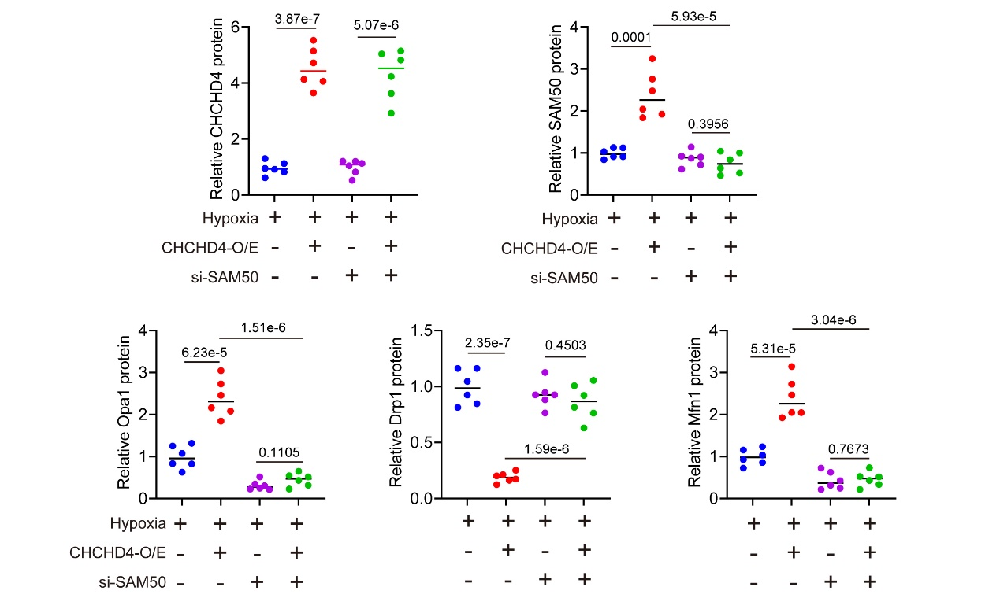 3.87e-7
5.07e-6
Relative CHCHD4 protein
6
4
2
0
Hypoxia + + + +
CHCHD4-O/E - + - +
si-SAM50 - - + +
5.93e-5
0.0001
0.3956
Relative SAM50 protein
4
3
2
1
0
Hypoxia + + + +
CHCHD4-O/E - + - +
si-SAM50 - - + +
1.51e-6
6.23e-5
0.1105
Relative Opa1 protein
4
3
2
1
0
Hypoxia + + + +
CHCHD4-O/E - + - +
si-SAM50 - - + +
2.35e-7
0.4503
1.59e-6
Relative Drp1 protein
1.5
1.0
0.5
0.0
+ + + +
- + - +
- - + +
3.04e-6
5.31e-5
0.7673
Relative Mfn1 protein
4
3
2
1
0
+ + + +
- + - +
- - + +